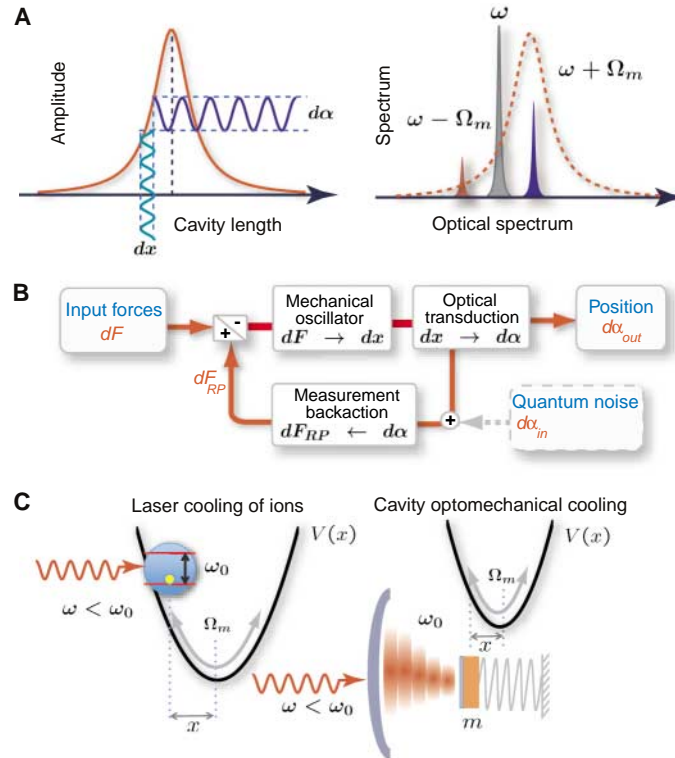 A
Amplitude
dα
Cavity length
dx
Spectrum
ω
ω + Ωm
ω − Ωm
Optical spectrum
B
Input forces
dF
- +
Mechanical
oscillator
dF → dx
Optical
transduction
dx → dα
Position
dαout
dFRP
Measurement
backaction
dFRP ← dα
+
Quantum noise
dαin
C
Laser cooling of ions
V(x)
ω0
ω < ω0
Ωm
x
Cavity optomechanical cooling
V(x)
Ωm
x
ω0
ω < ω0
m